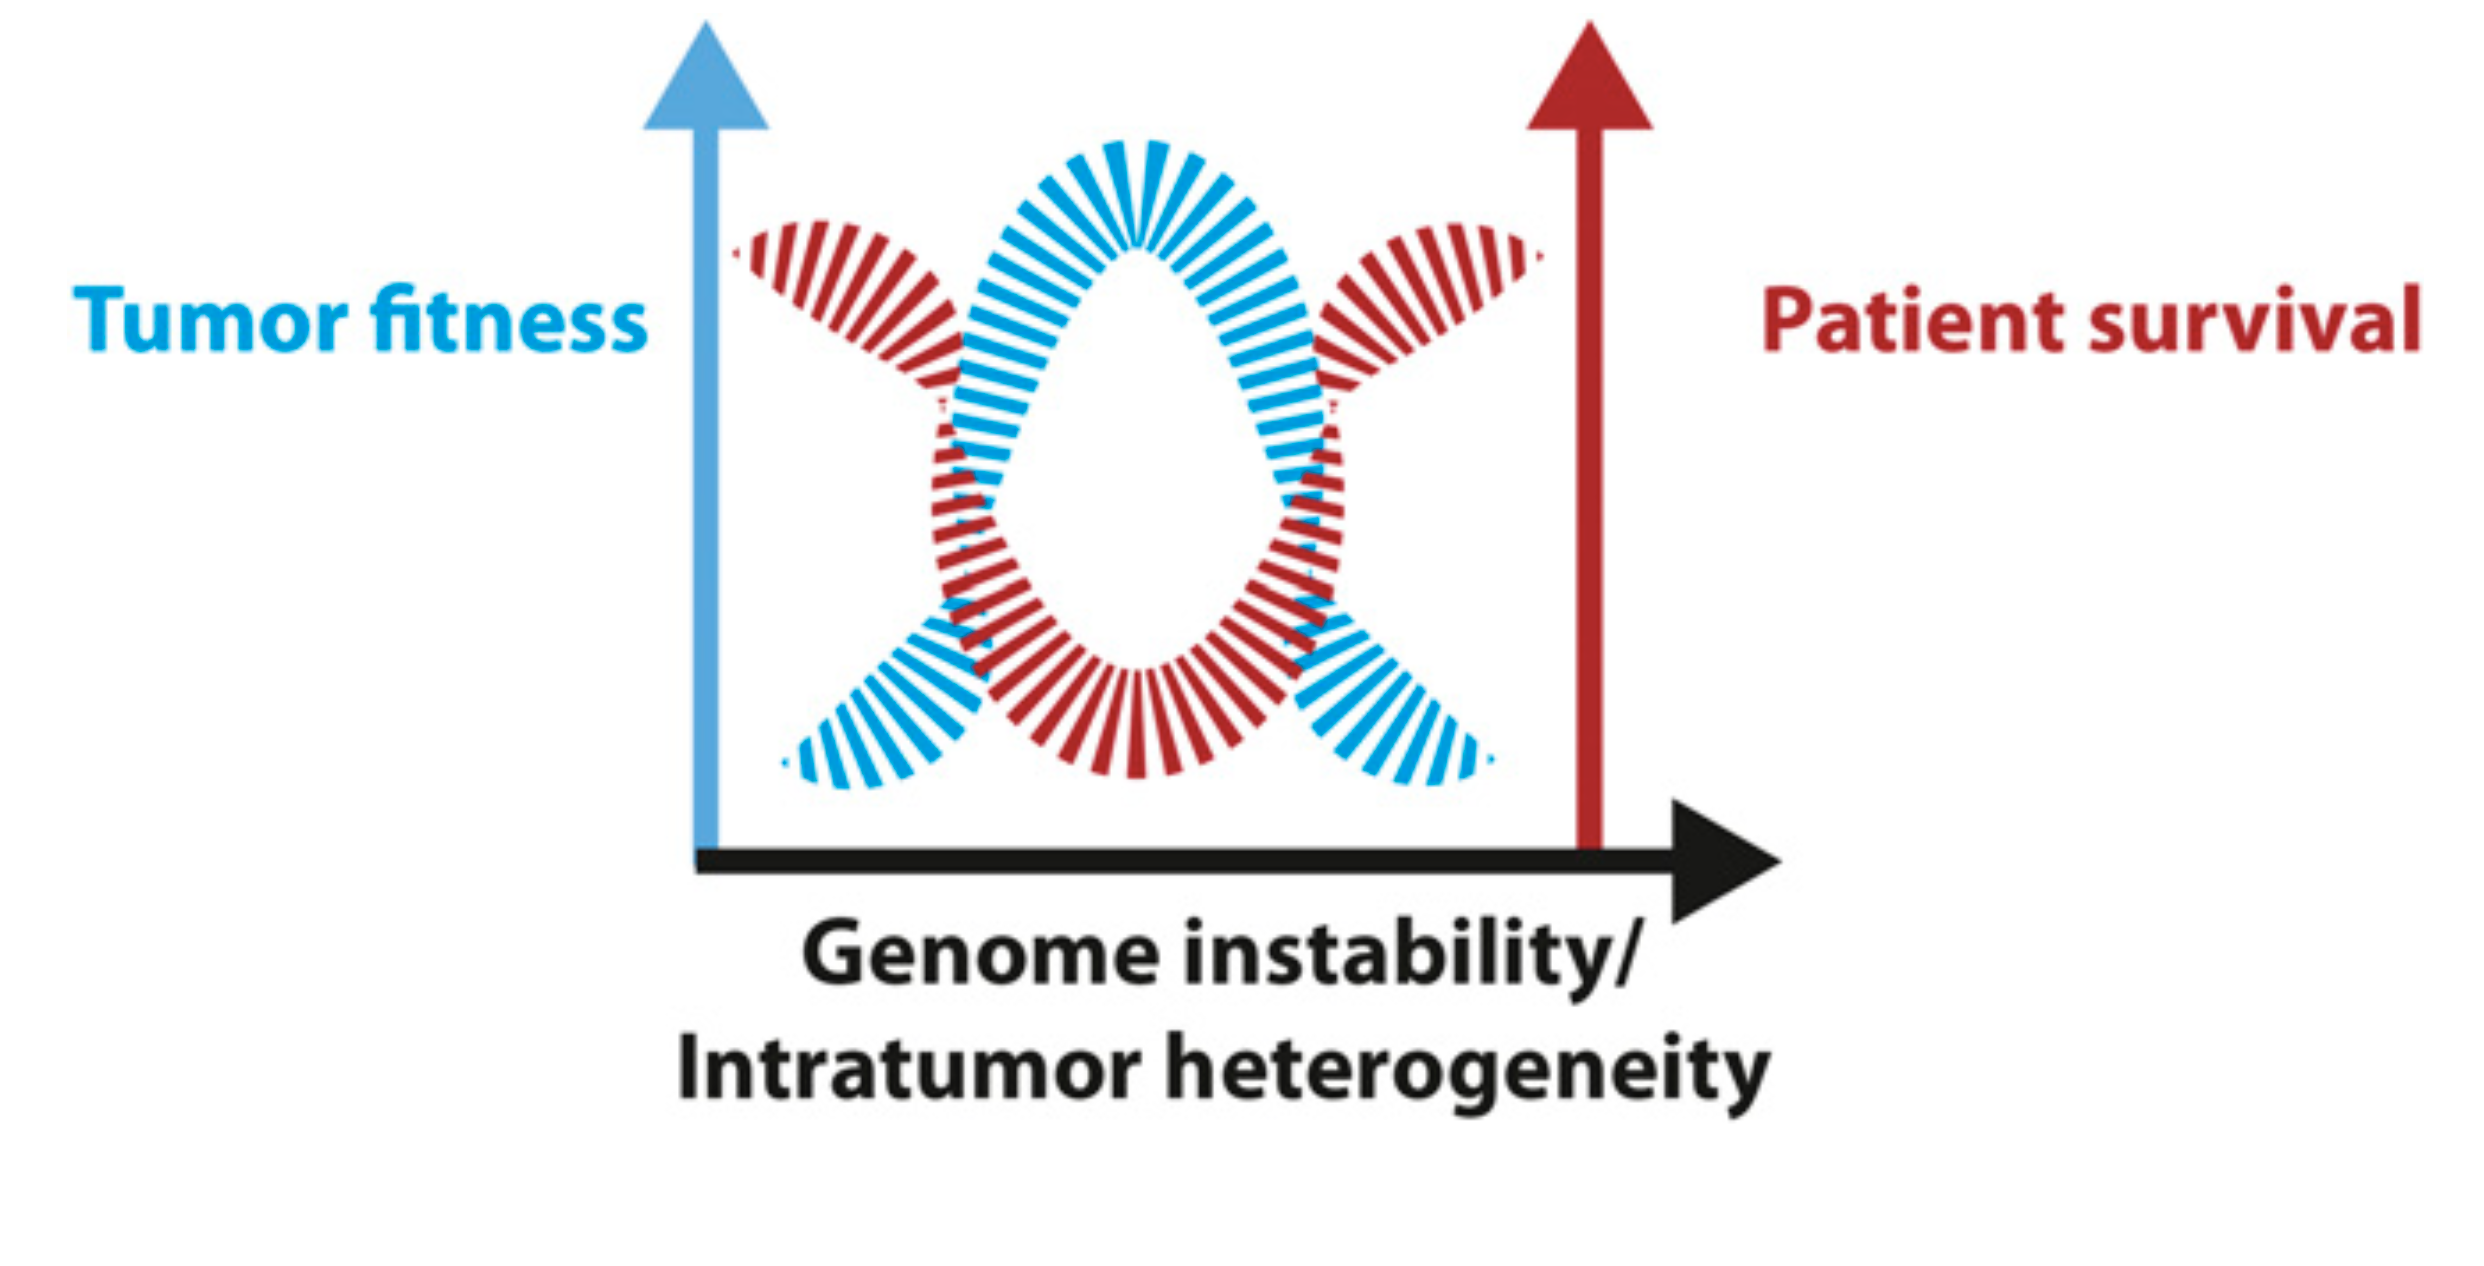 Tumor fitness
Patient survival
Genome instability/
Intratumor heterogeneity